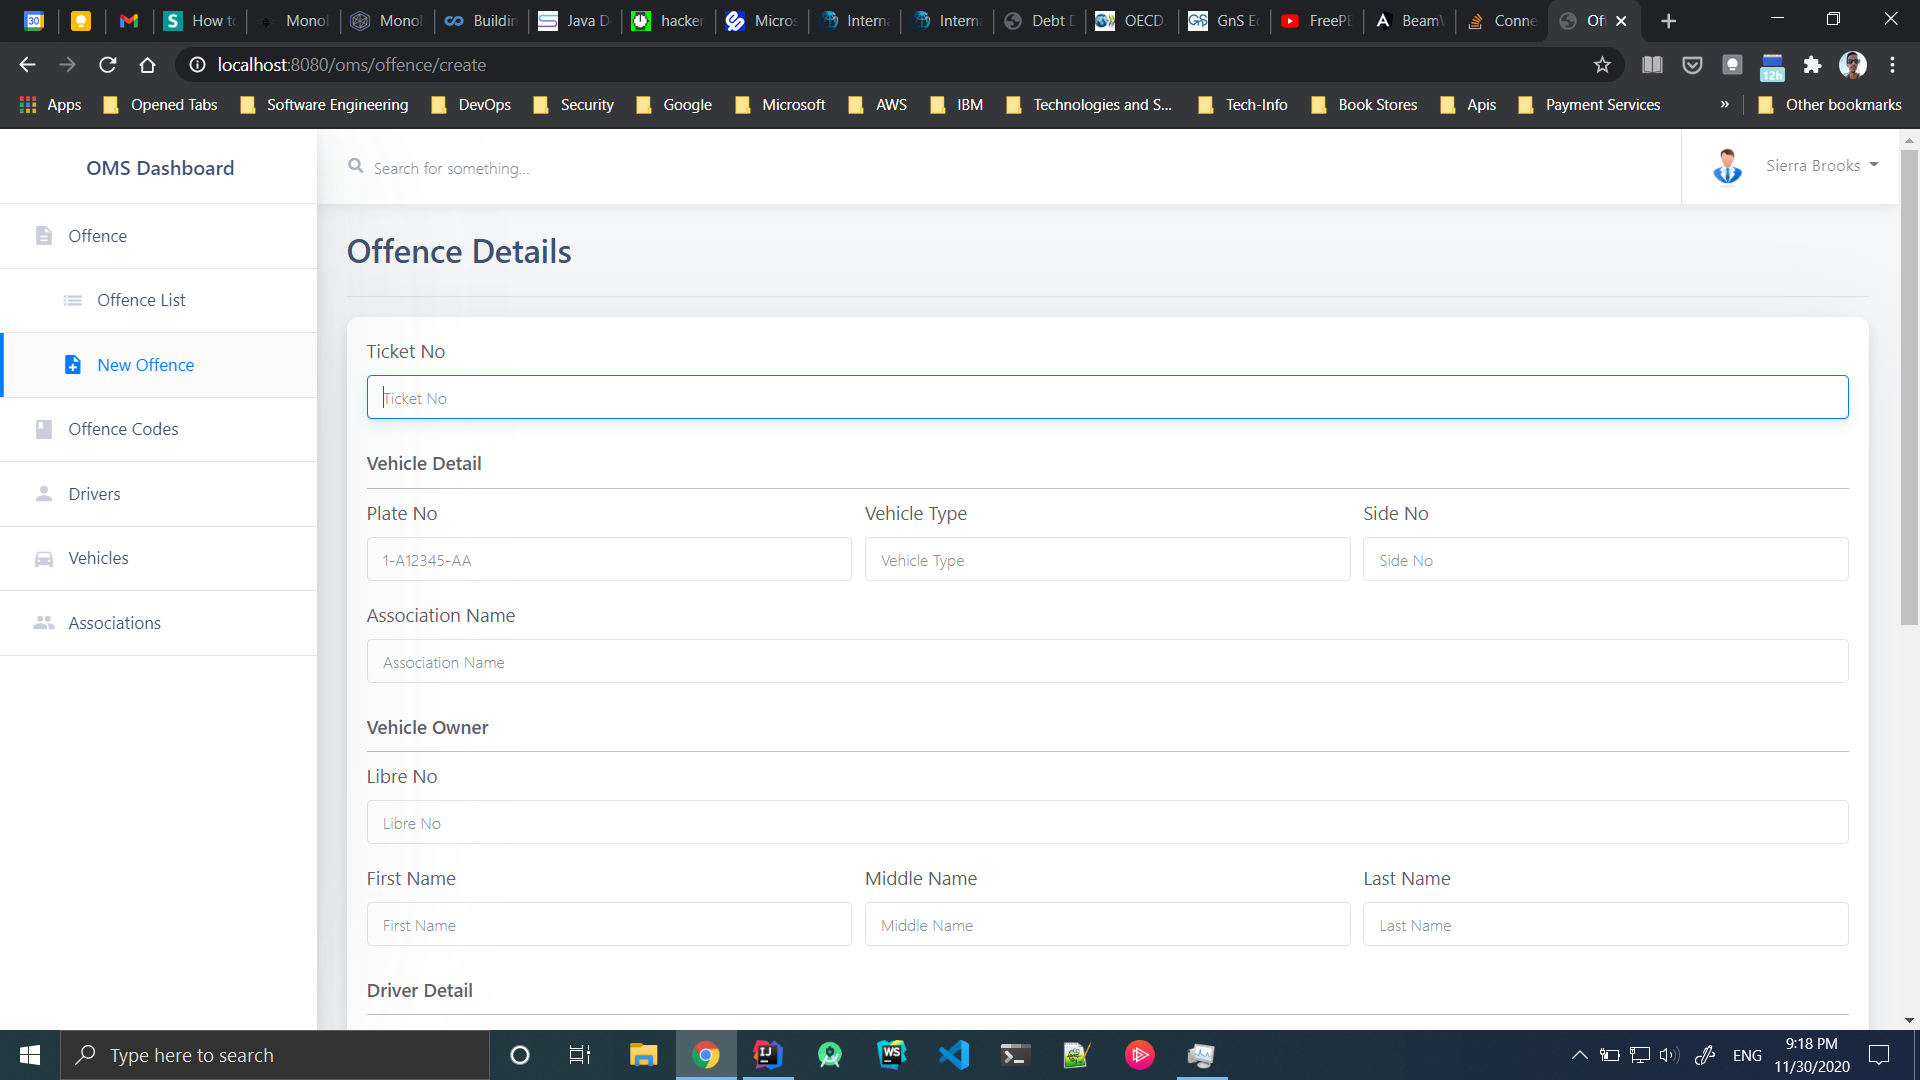 30 How to Monol Monol Buildin Java D hacker Micros Interna Interna Debt D OECD. GnS Ec FreePB BeamV Conne Off
localhost:8080/oms/offence/create 12h
Apps Opened Tabs Software Engineering DevOps Security Google Microsoft AWS IBM Technologies and S... Tech-Info Book Stores Apis Payment Services » Other bookmarks
OMS Dashboard
Search for something...
Sierra Brooks
Offence
Offence List
New Offence
Offence Codes
Drivers
Vehicles
Associations
Offence Details
Ticket No
Ticket No
Vehicle Detail
Plate No Vehicle Type Side No
1-A12345-AA Vehicle Type Side No
Association Name
Association Name
Vehicle Owner
Libre No
Libre No
First Name Middle Name Last Name
First Name Middle Name Last Name
Driver Detail
Type here to search
ENG
9:18 PM
11/30/2020